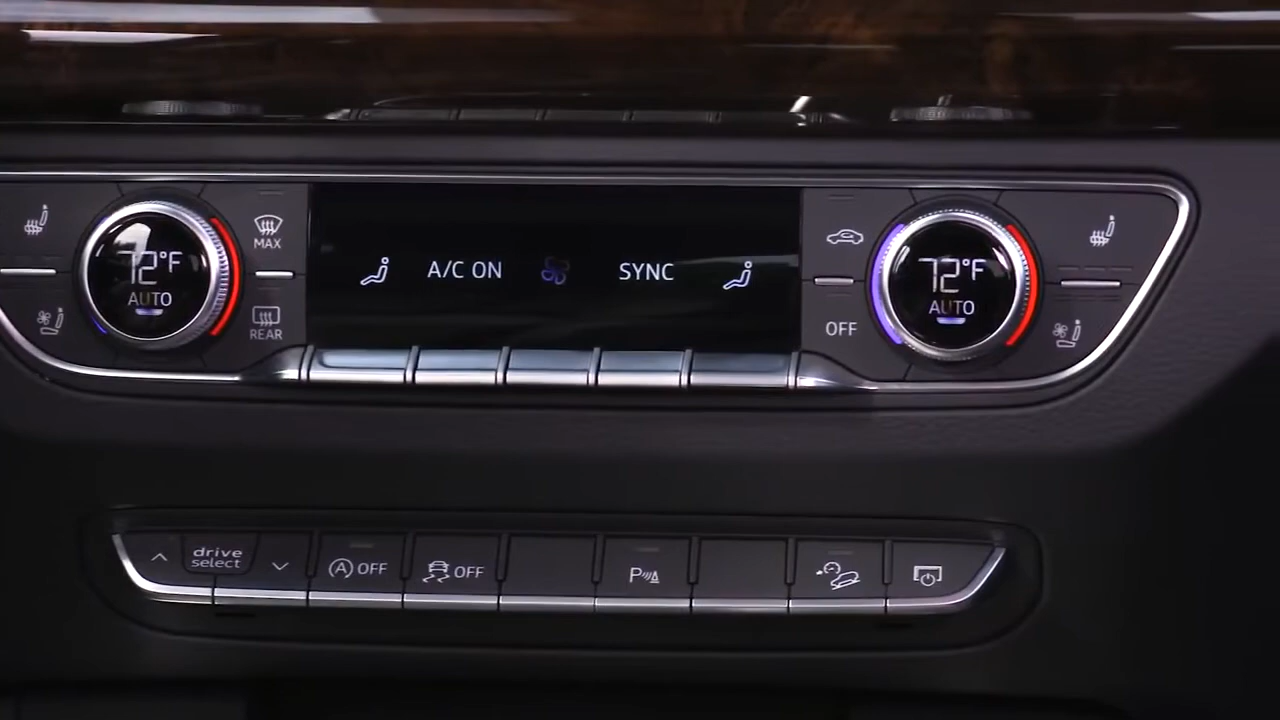 72°F
AUTO
MAX
REAR
A/C ON
SYNC
OFF
72°F
AUTO
drive
select
(A) OFF
OFF
P